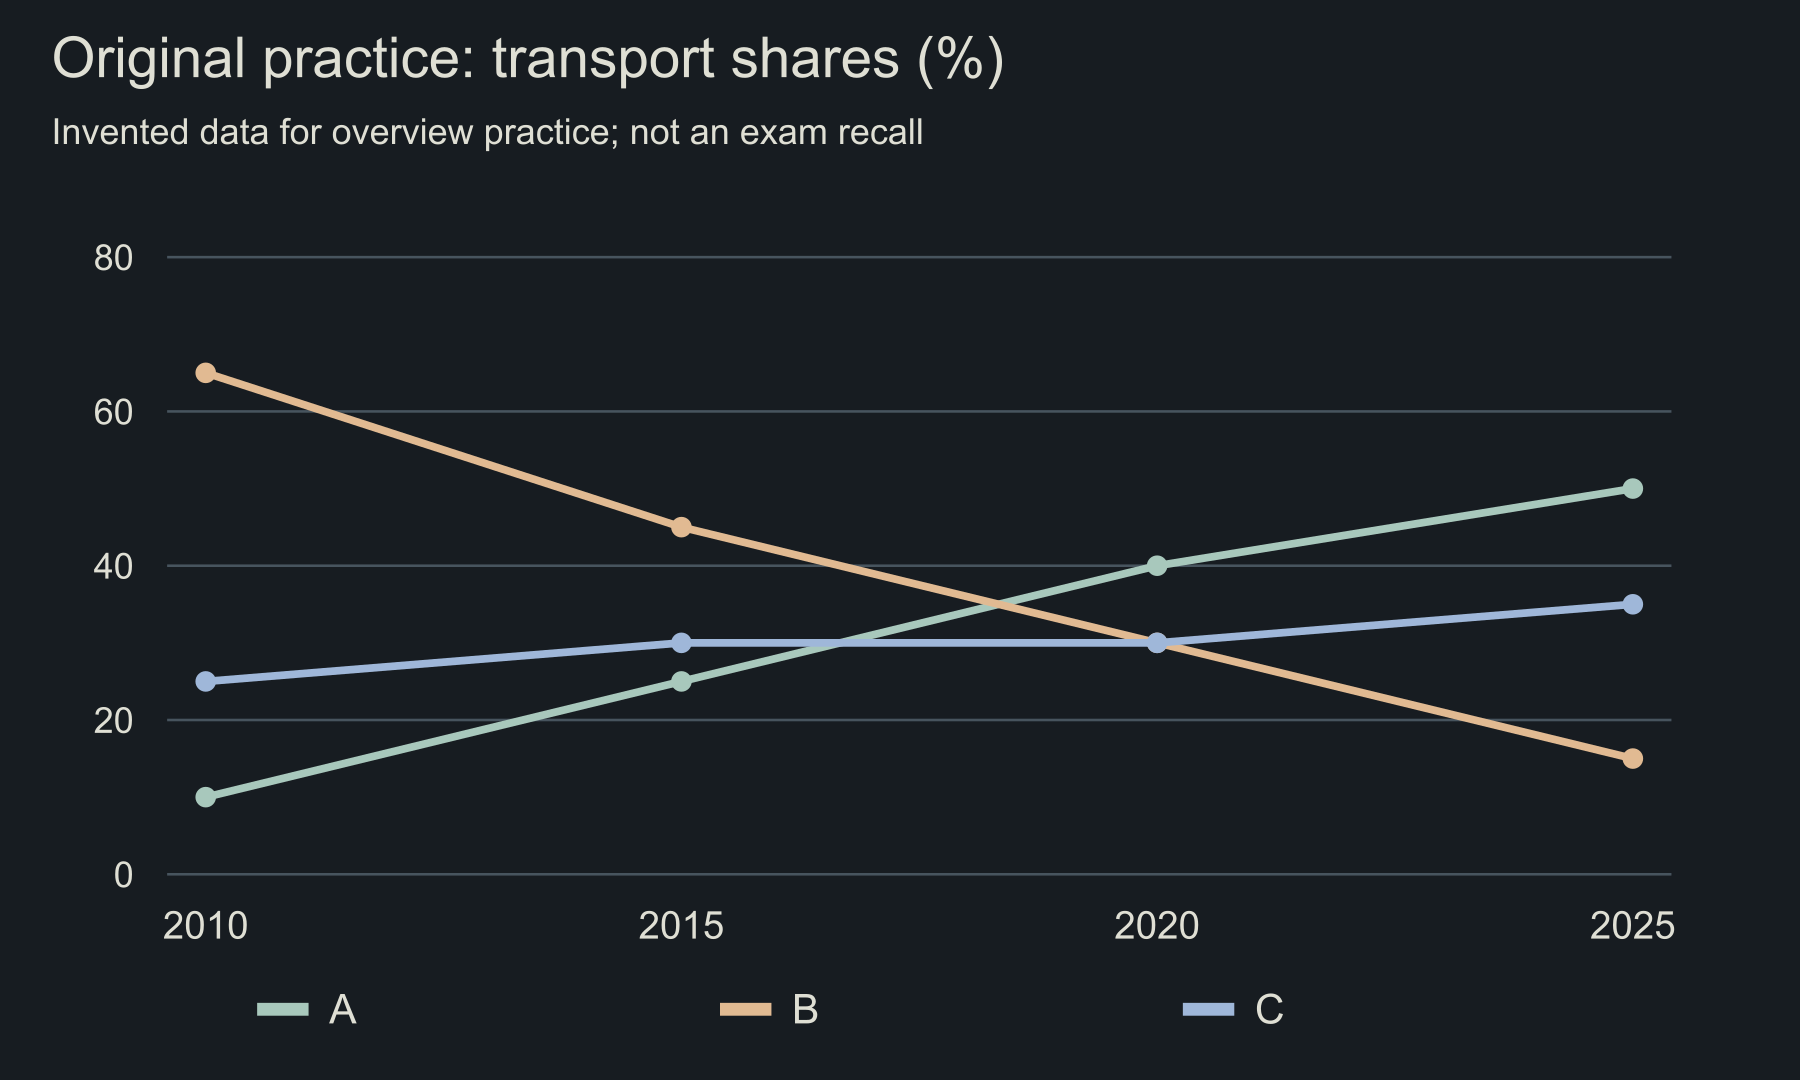 Original practice: transport shares (%)
Invented data for overview practice; not an exam recall
80
60
40
20
0
2010 2015 2020 2025
A B C